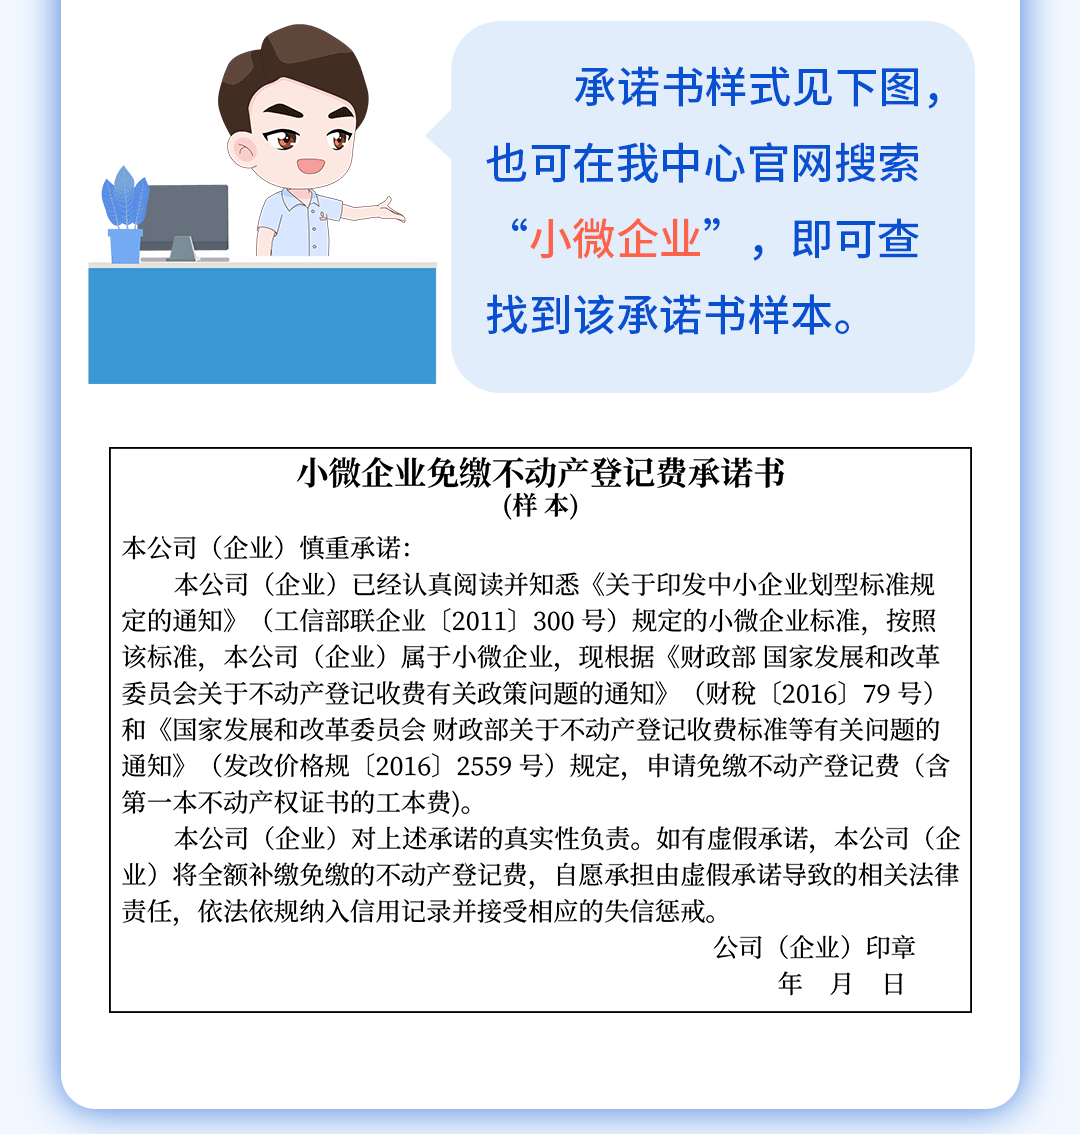 承诺书样式见下图，
也可在我中心官网搜索
“小微企业”，即可查
找到该承诺书样本。
小微企业免缴不动产登记费承诺书
(样 本)
本公司（企业）慎重承诺：
本公司（企业）已经认真阅读并知悉《关于印发中小企业划型标准规
定的通知》（工信部联企业〔2011〕300 号）规定的小微企业标准，按照
该标准，本公司（企业）属于小微企业，现根据《财政部 国家发展和改革
委员会关于不动产登记收费有关政策问题的通知》（财税〔2016〕79 号）
和《国家发展和改革委员会 财政部关于不动产登记收费标准等有关问题的
通知》（发改价格规〔2016〕2559 号）规定，申请免缴不动产登记费（含
第一本不动产权证书的工本费)。
本公司（企业）对上述承诺的真实性负责。如有虚假承诺，本公司（企
业）将全额补缴免缴的不动产登记费，自愿承担由虚假承诺导致的相关法律
责任，依法依规纳入信用记录并接受相应的失信惩戒。
公司（企业）印章
年 月 日